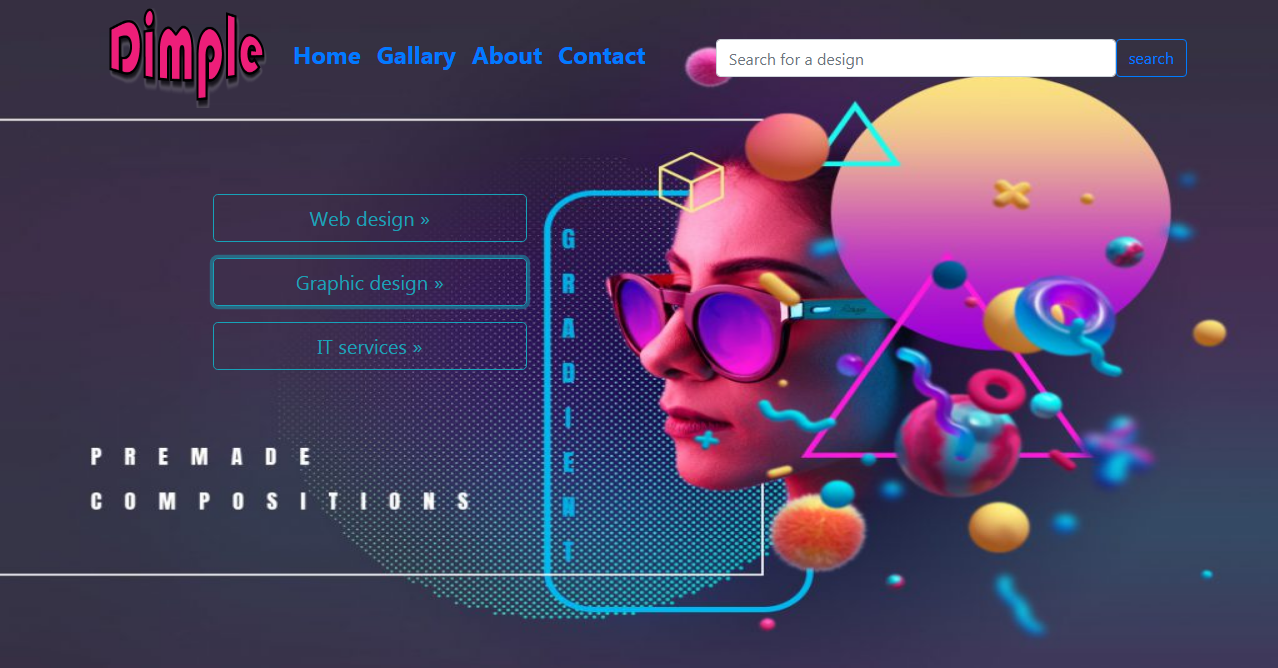 Dimple
Home Gallary About Contact
Search for a design
search
Web design »
Graphic design »
IT services »
GRADIENT
PREMADE
COMPOSITIONS